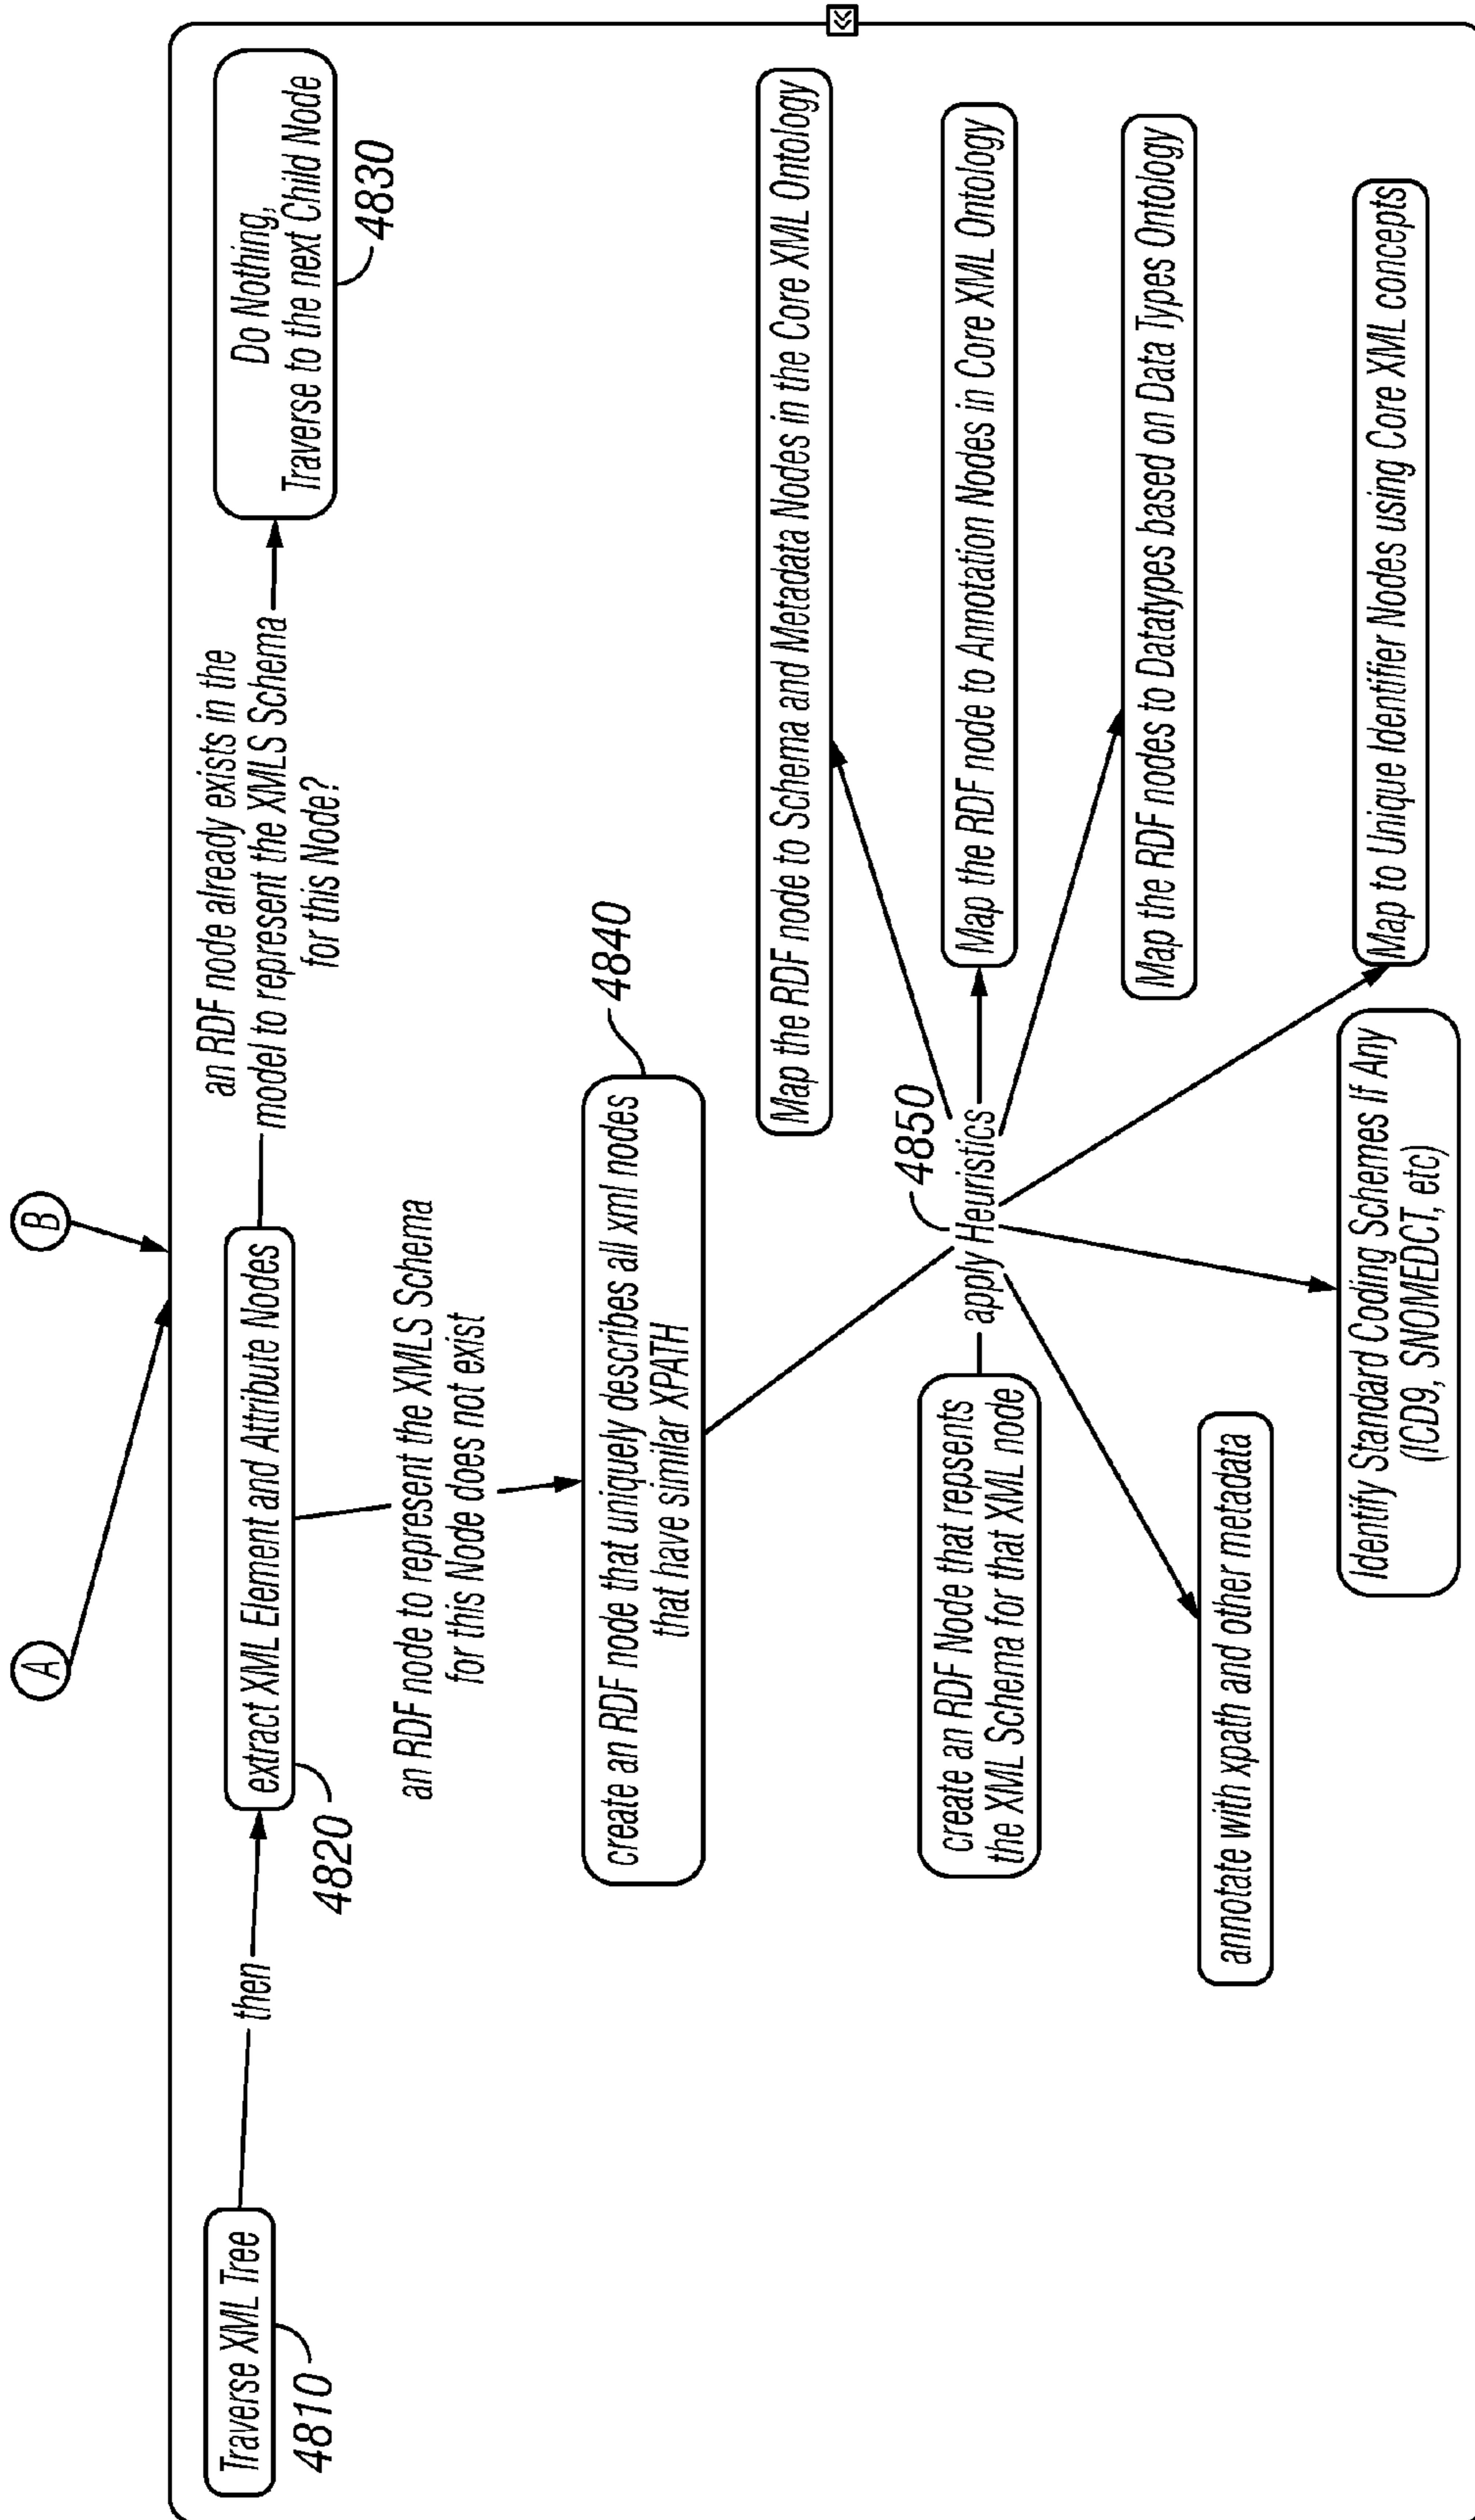 A
B
Traverse XML Tree
4810
then
extract XML Element and Attribute Nodes
4820
an RDF node already exists in the
model to represent the XMLS Schema
for this Node?
Do Nothing,
Traverse to the next Child Node
4830
an RDF node to represent the XMLS Schema
for this Node does not exist
create an RDF node that uniquely describes all xml nodes
that have similar XPATH
4840
create an RDF Node that repsents
the XML Schema for that XML node
apply Heuristics
4850
Map the RDF node to Schema and Metadata Nodes in the Core XML Ontology
Map the RDF node to Annotation Nodes in Core XML Ontology
Map the RDF nodes to Datatypes based on Data Types Ontology
Map to Unique Identifier Nodes using Core XML concepts
Identify Standard Coding Schemes If Any
(ICD9, SNOMEDCT, etc)
annotate with xpath and other metadata